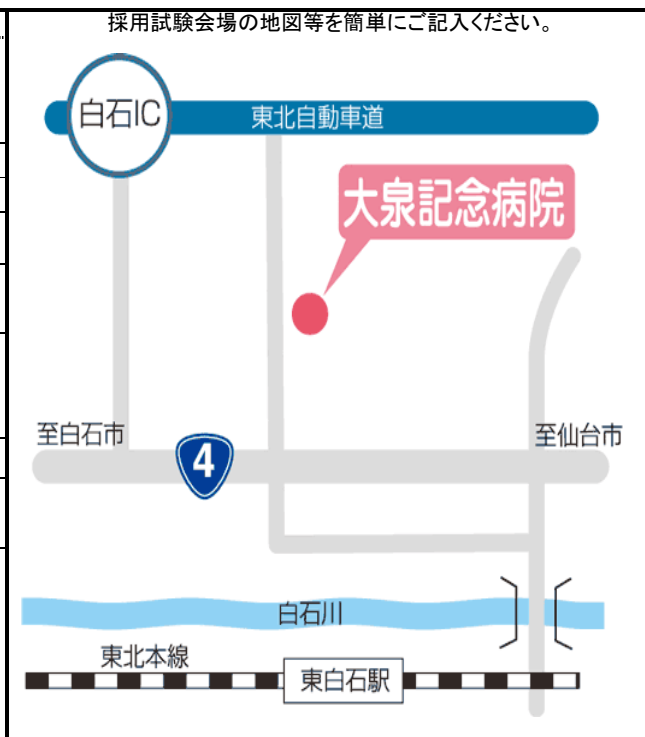 採用試験会場の地図等を簡単にご記入ください。
白石IC
東北自動車道
大泉記念病院
至白石市
4
至仙台市
白石川
東北本線
東白石駅